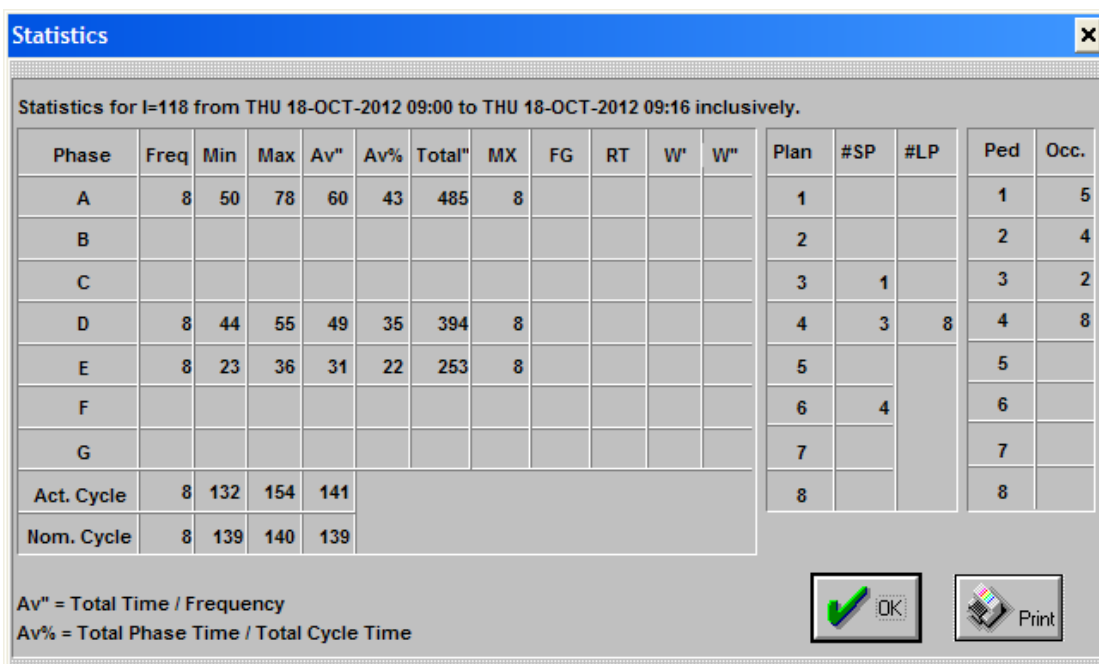 Statistics
Statistics for I=118 from THU 18-OCT-2012 09:00 to THU 18-OCT-2012 09:16 inclusively.
Phase Freq Min Max Av" Av% Total" MX FG RT W' W" Plan #SP #LP Ped Occ.
A 8 50 78 60 43 485 8 1 1 5
B 2 2 4
C 3 1 3 2
D 8 44 55 49 35 394 8 4 3 8 4 8
E 8 23 36 31 22 253 8 5 5
F 6 4 6
G 7 7
Act. Cycle 8 132 154 141 8 8
Nom. Cycle 8 139 140 139
Av" = Total Time / Frequency
Av% = Total Phase Time / Total Cycle Time
OK
Print